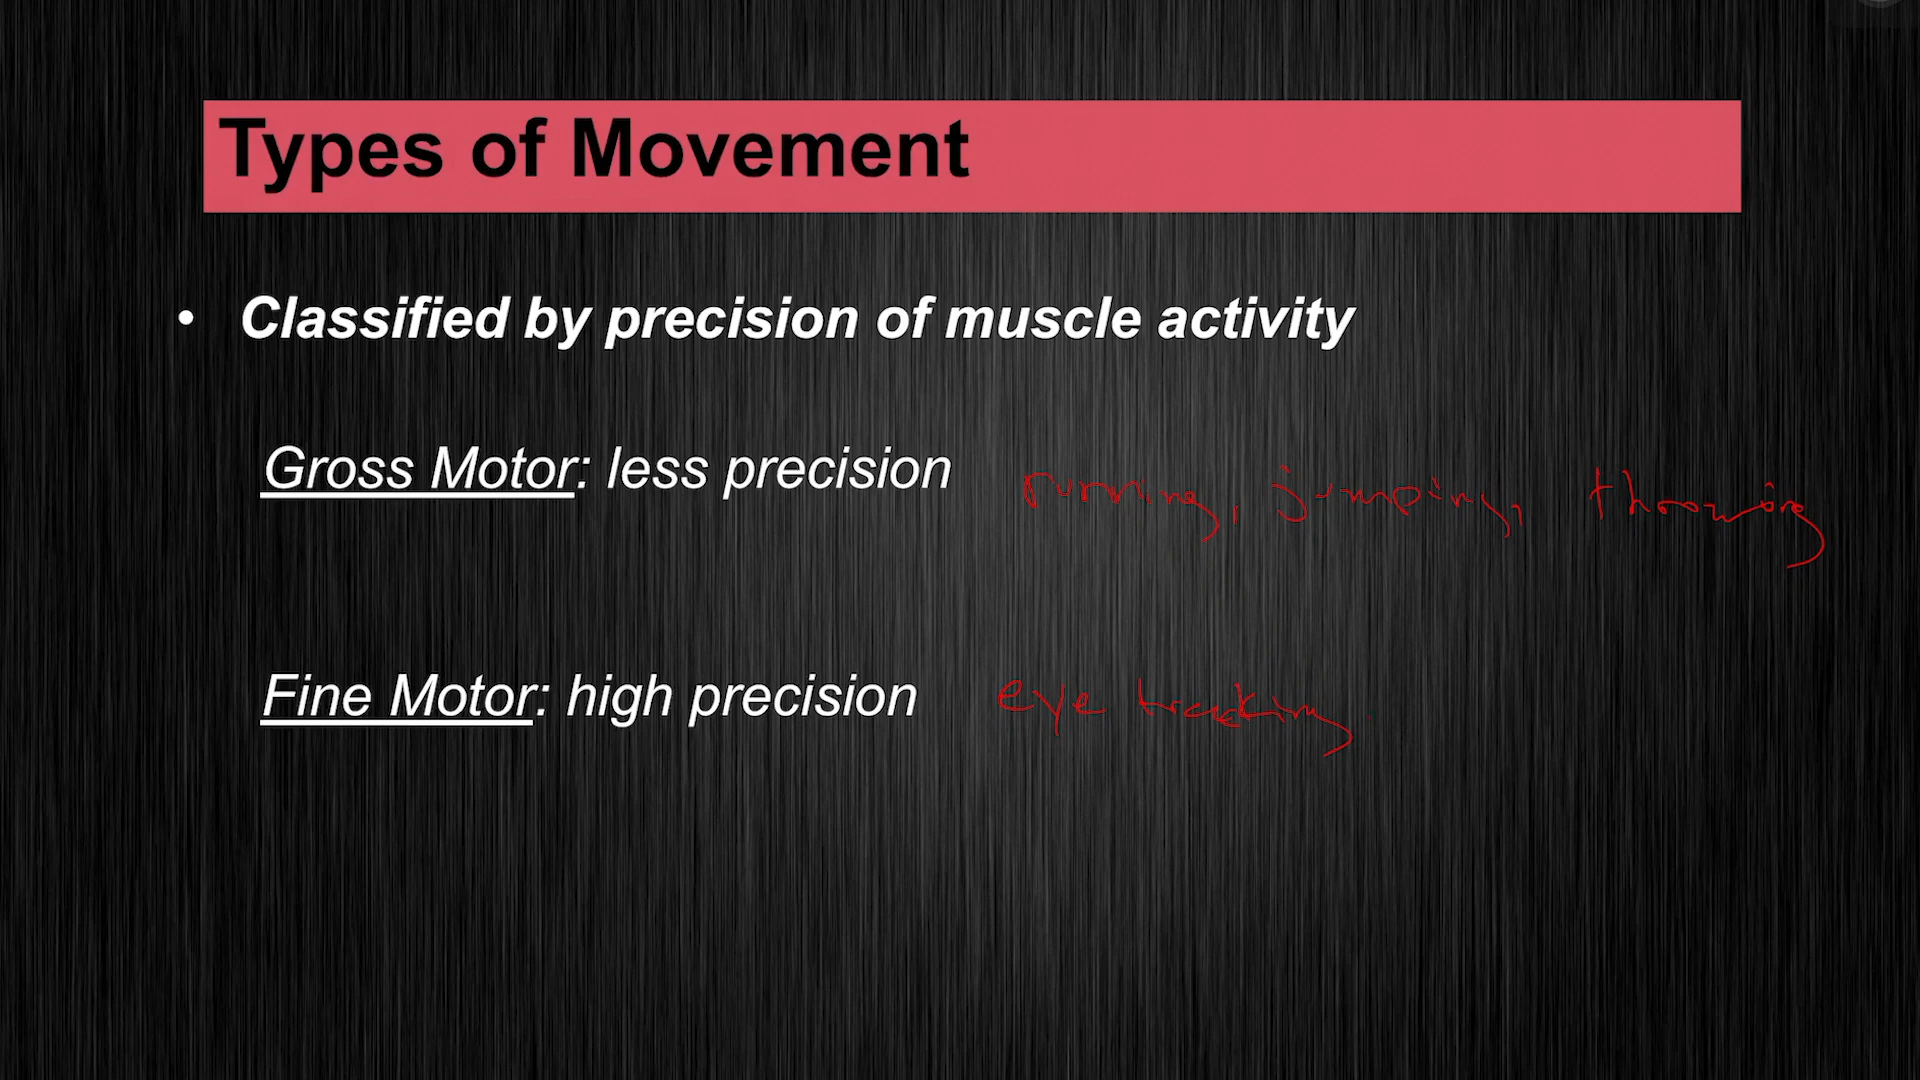 Types of Movement
• Classified by precision of muscle activity
Gross Motor: less precision running, jumping, throwing
Fine Motor: high precision eye tracking